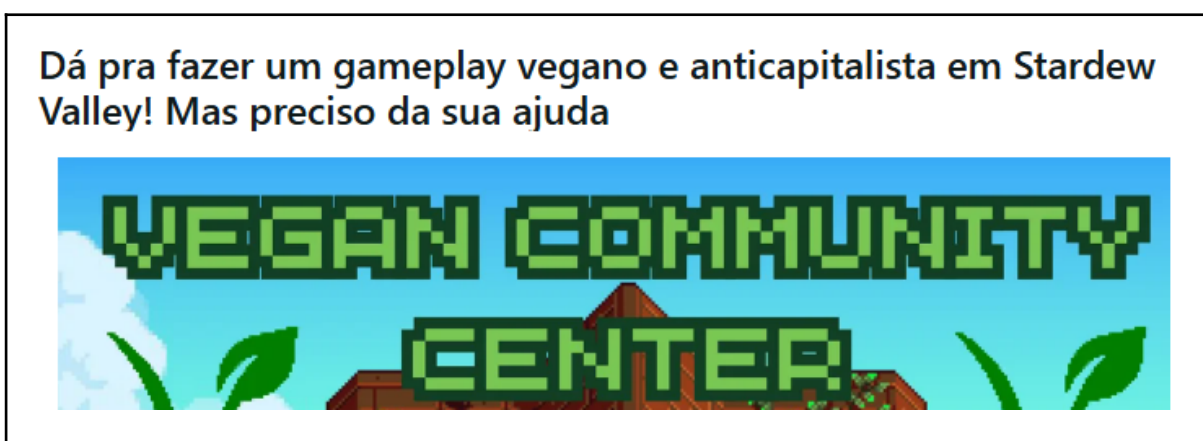 Dá pra fazer um gameplay vegano e anticapitalista em Stardew
Valley! Mas preciso da sua ajuda
VEGAN COMMUNITY
CENTER